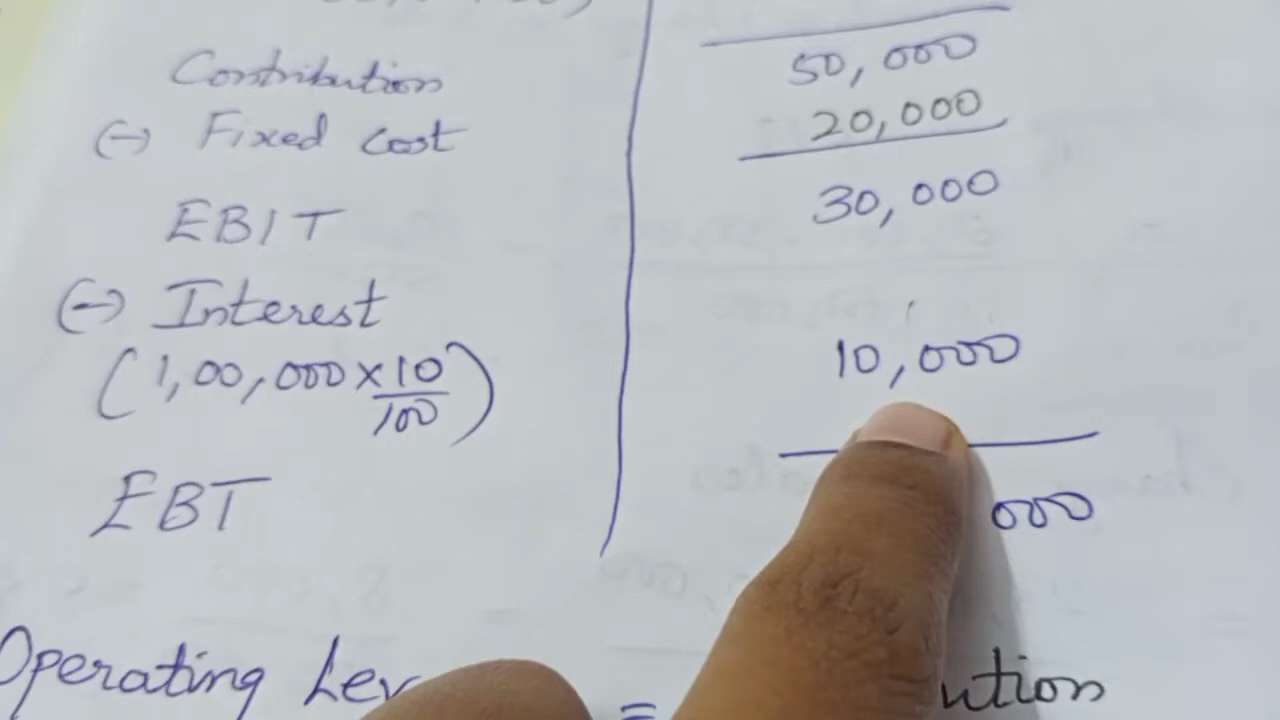 Contribution 50,000
(-) Fixed cost 20,000
EBIT 30,000
(-) Interest
(1,00,000 × 10/100) 10,000
EBT 000
Operating Lev = ution